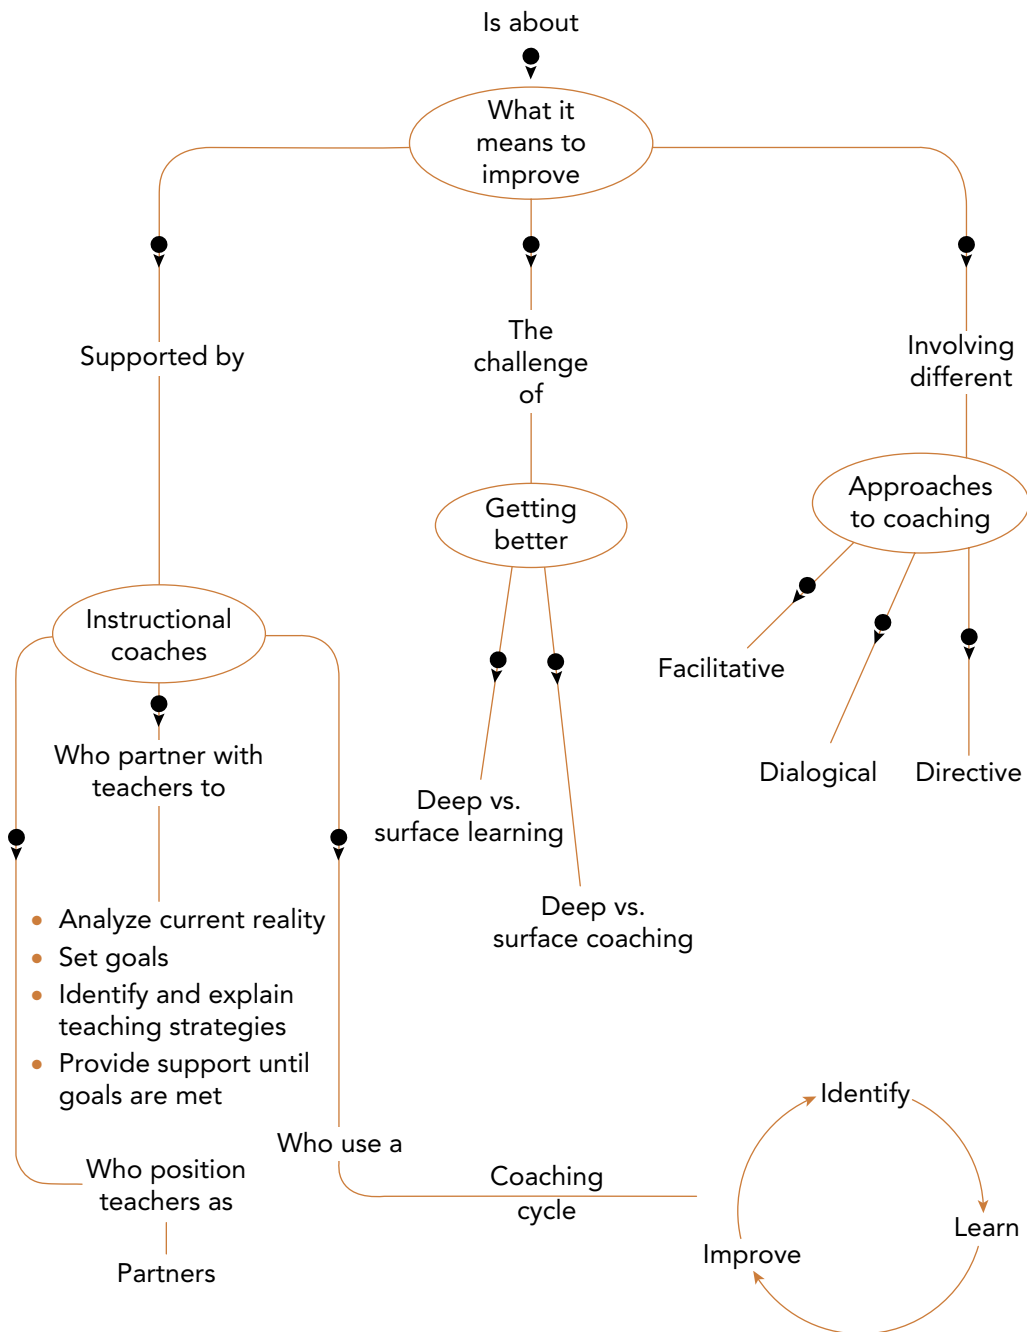 Is about
What it
means to
improve
Supported by
The
challenge
of
Involving
different
Getting
better
Approaches
to coaching
Instructional
coaches
Facilitative
Dialogical
Directive
Who partner with
teachers to
Deep vs.
surface learning
Deep vs.
surface coaching
• Analyze current reality
• Set goals
• Identify and explain
teaching strategies
• Provide support until
goals are met
Who position
teachers as
Partners
Who use a
Coaching
cycle
Identify
Learn
Improve